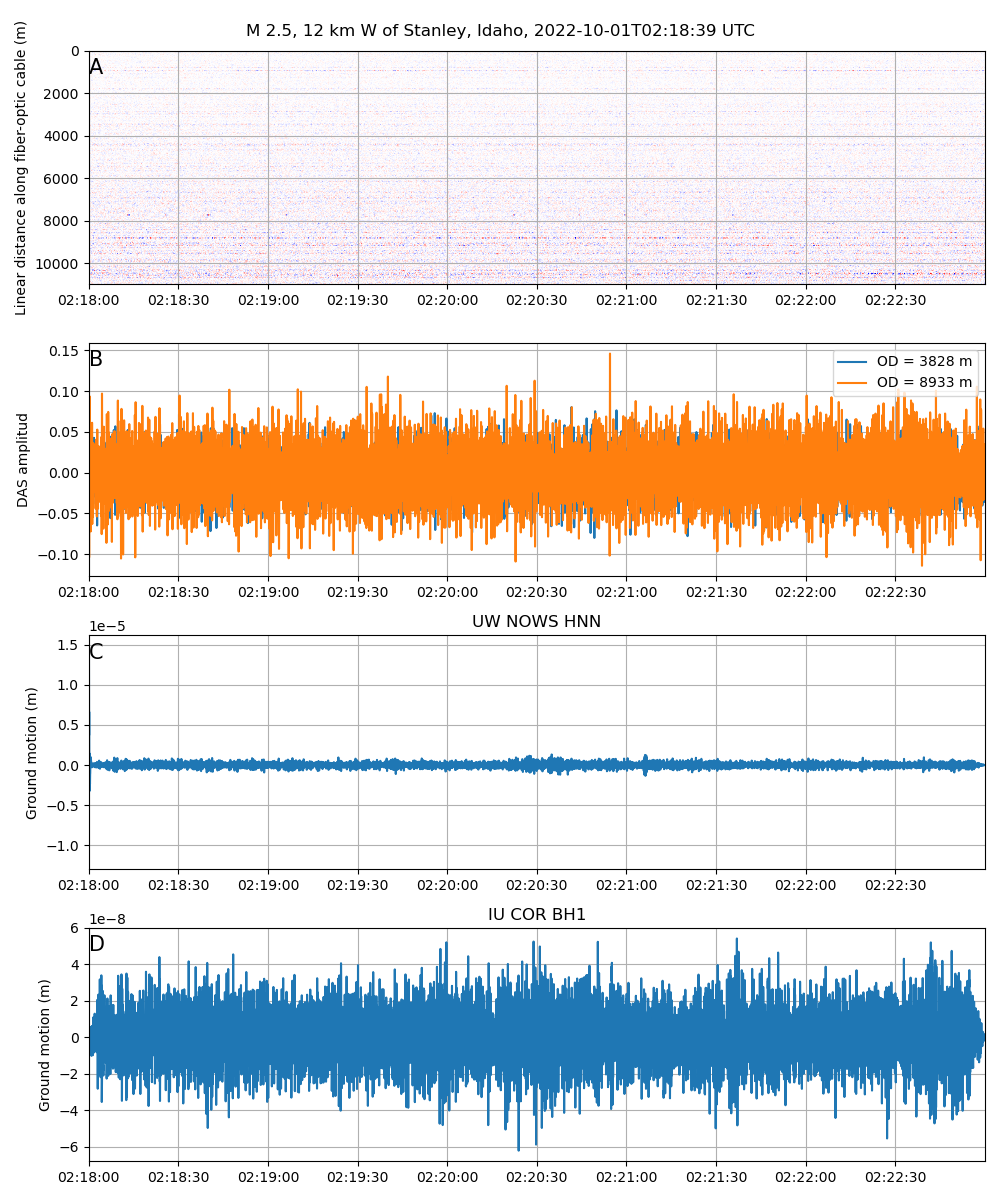 M 2.5, 12 km W of Stanley, Idaho, 2022-10-01T02:18:39 UTC
Linear distance along fiber-optic cable (m)
A
0
2000
4000
6000
8000
10000
02:18:00 02:18:30 02:19:00 02:19:30 02:20:00 02:20:30 02:21:00 02:21:30 02:22:00 02:22:30
DAS amplitud
B
OD = 3828 m
OD = 8933 m
0.15
0.10
0.05
0.00
−0.05
−0.10
02:18:00 02:18:30 02:19:00 02:19:30 02:20:00 02:20:30 02:21:00 02:21:30 02:22:00 02:22:30
UW NOWS HNN
1e−5
Ground motion (m)
C
1.5
1.0
0.5
0.0
−0.5
−1.0
02:18:00 02:18:30 02:19:00 02:19:30 02:20:00 02:20:30 02:21:00 02:21:30 02:22:00 02:22:30
IU COR BH1
1e−8
Ground motion (m)
D
6
4
2
0
−2
−4
−6
02:18:00 02:18:30 02:19:00 02:19:30 02:20:00 02:20:30 02:21:00 02:21:30 02:22:00 02:22:30